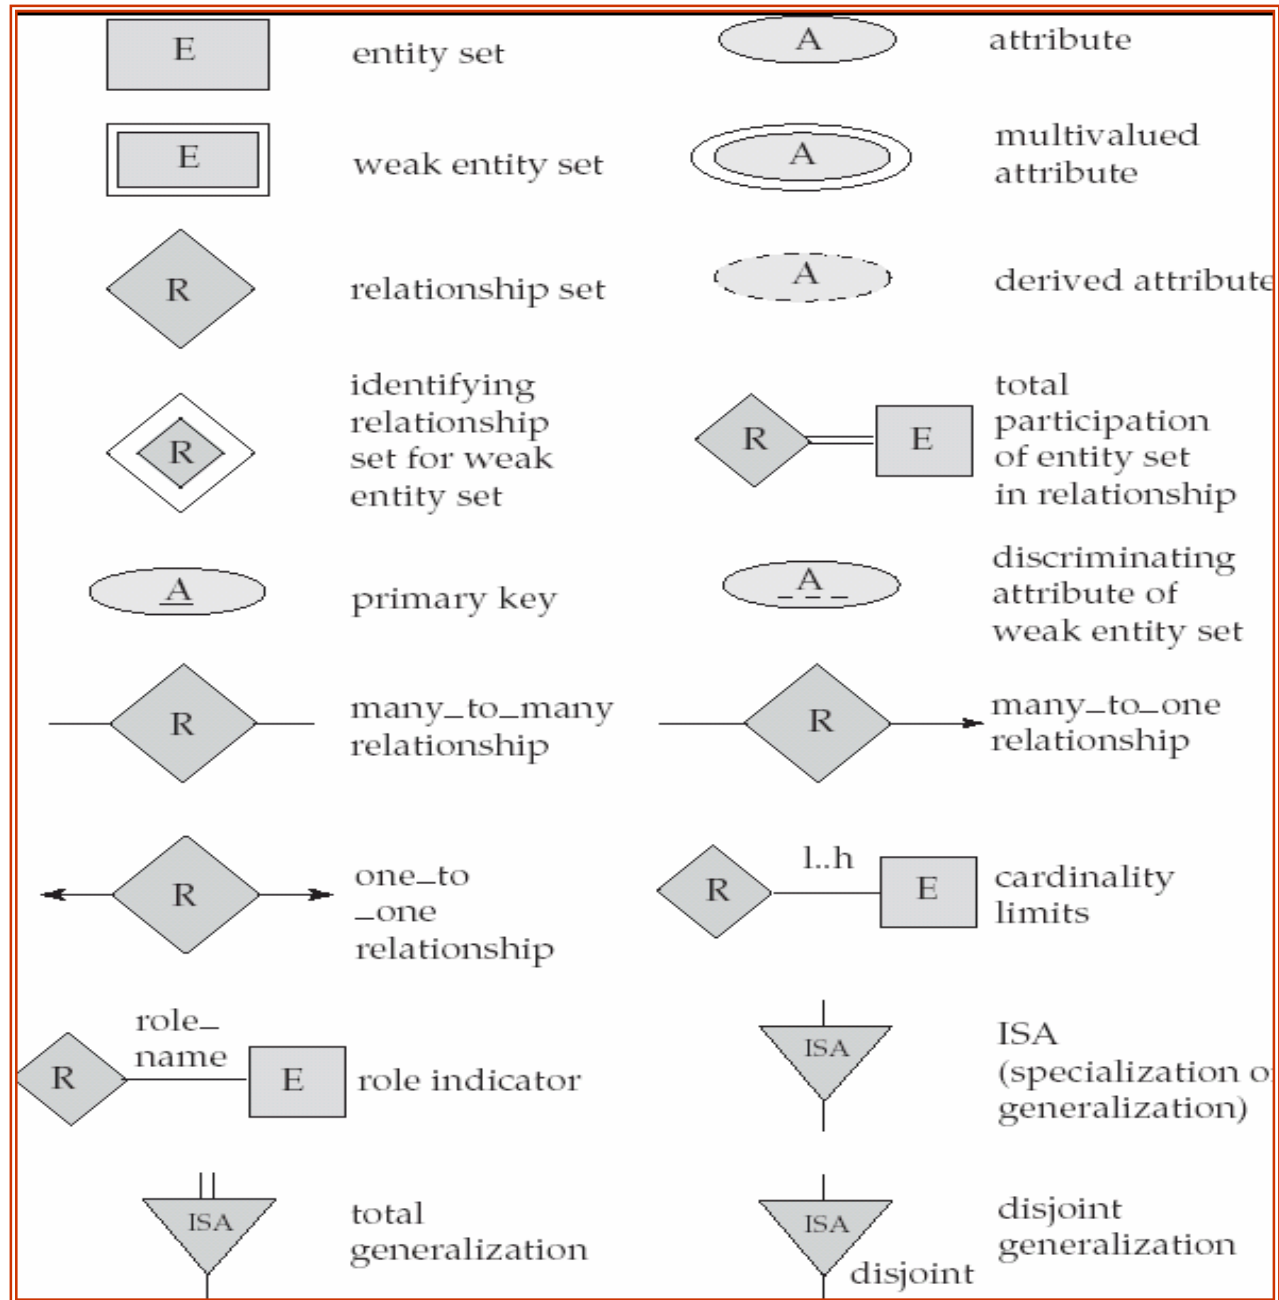 E
entity set
A
attribute
E
weak entity set
A
multivalued
attribute
R
relationship set
A
derived attribute
R
identifying
relationship
set for weak
entity set
R
E
total
participation
of entity set
in relationship
A
primary key
A
discriminating
attribute of
weak entity set
R
many_to_many
relationship
R
many_to_one
relationship
R
one_to
_one
relationship
R
l..h
E
cardinality
limits
R
role_
name
E
role indicator
ISA
ISA
(specialization o
generalization)
ISA
total
generalization
ISA
disjoint
disjoint
generalization